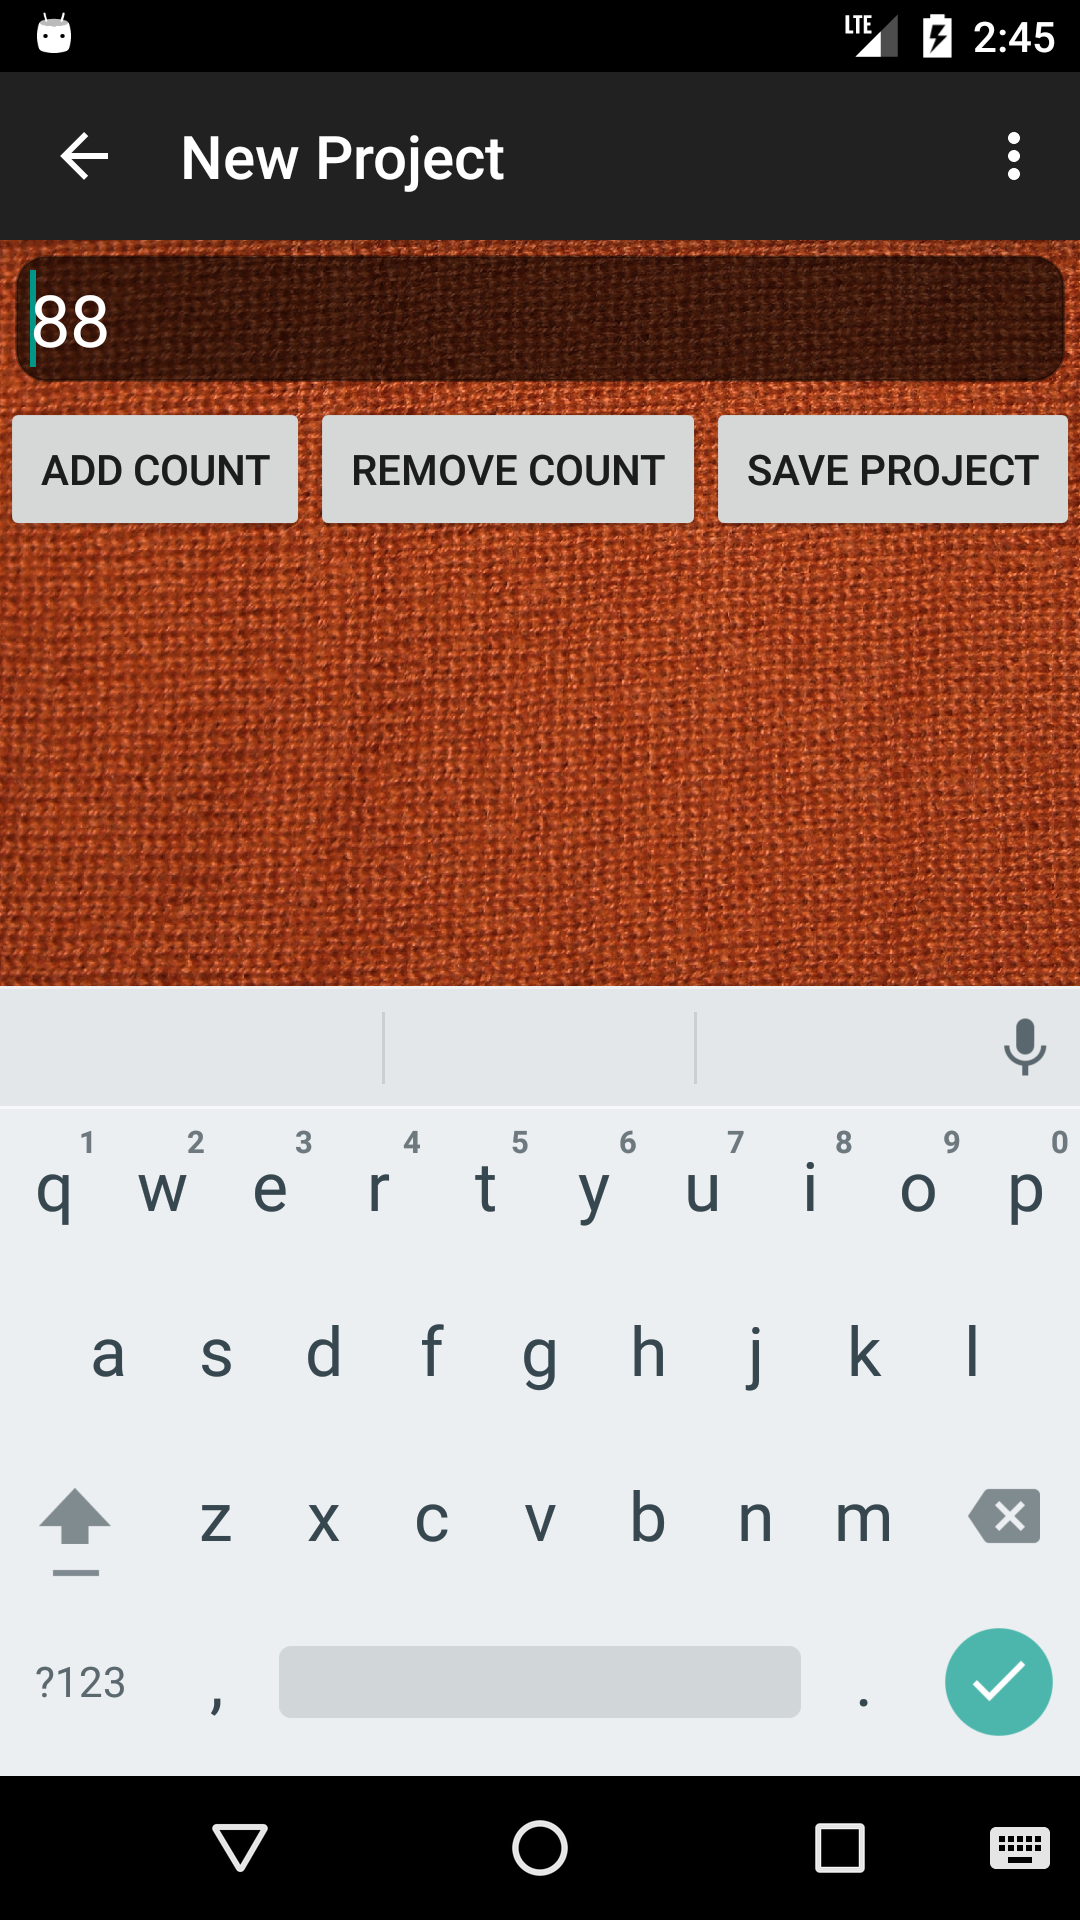 LTE 2:45
New Project
88
ADD COUNT REMOVE COUNT SAVE PROJECT
1 2 3 4 5 6 7 8 9 0
q w e r t y u i o p
a s d f g h j k l
z x c v b n m
?123 , .